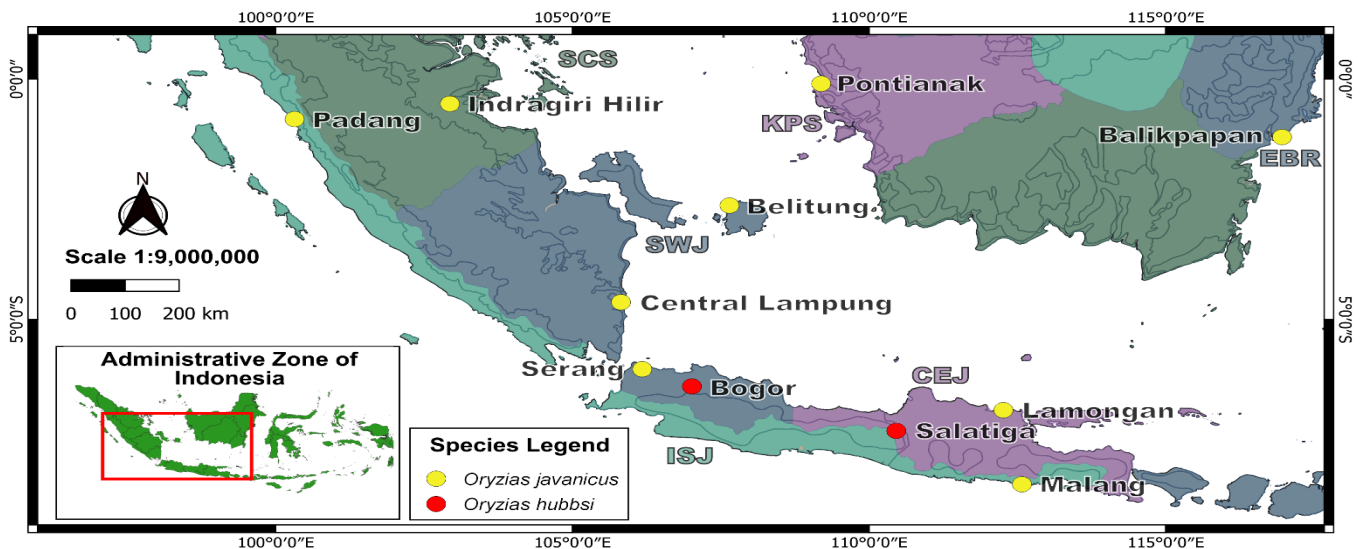 100°0'0"E 105°0'0"E 110°0'0"E 115°0'0"E
SCS
0°0'0"
Pontianak
0°0'0"
Indragiri Hilir
Padang
KPS
Balikpapan
EBR
N
Belitung
SWJ
Scale 1:9,000,000
0 100 200 km
Central Lampung
5°0'0"S
5°0'0"S
Administrative Zone of
Indonesia
Serang
Bogor
CEJ
Lamongan
Salatiga
ISJ
Malang
Species Legend
Oryzias javanicus
Oryzias hubbsi
100°0'0"E 105°0'0"E 110°0'0"E 115°0'0"E